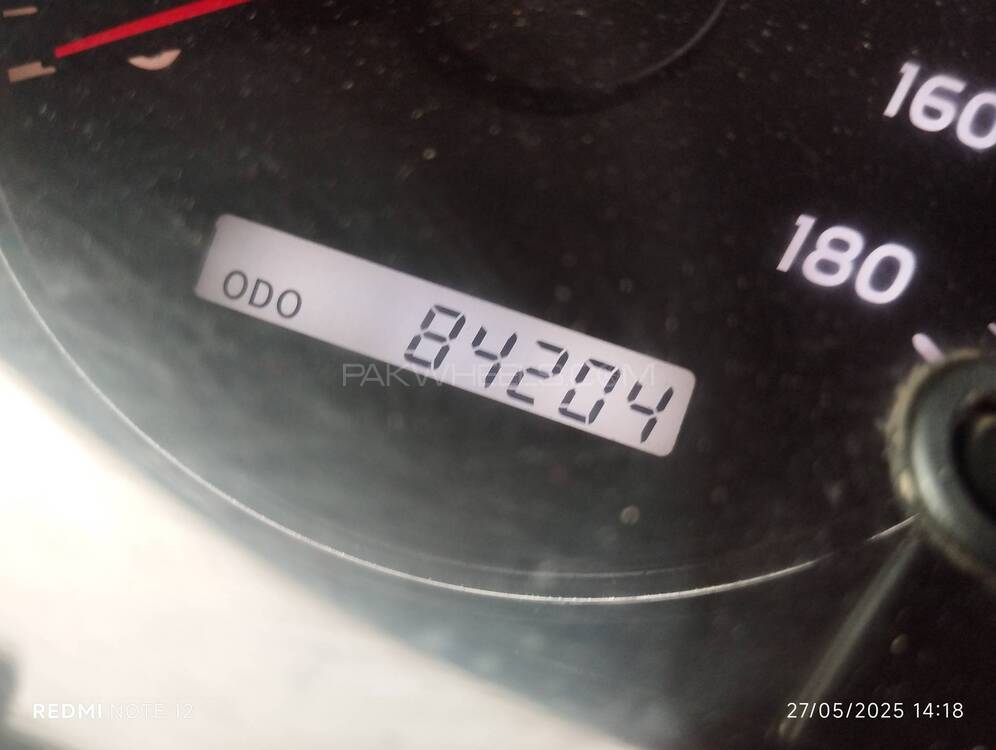 160
180
ODO 84204
PAKWHEELS.COM
REDMI NOTE 12
27/05/2025 14:18